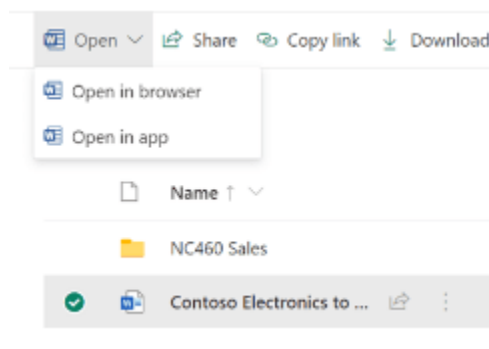 Open Share Copy link Download
Open in browser
Open in app
Name
NC460 Sales
Contoso Electronics to ...